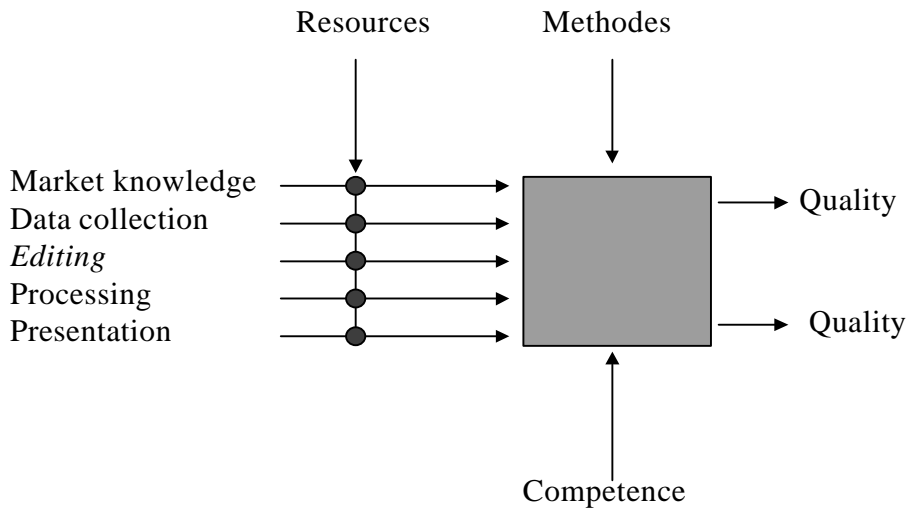 Resources
Methodes
Market knowledge
Data collection
Editing
Processing
Presentation
Quality
Quality
Competence